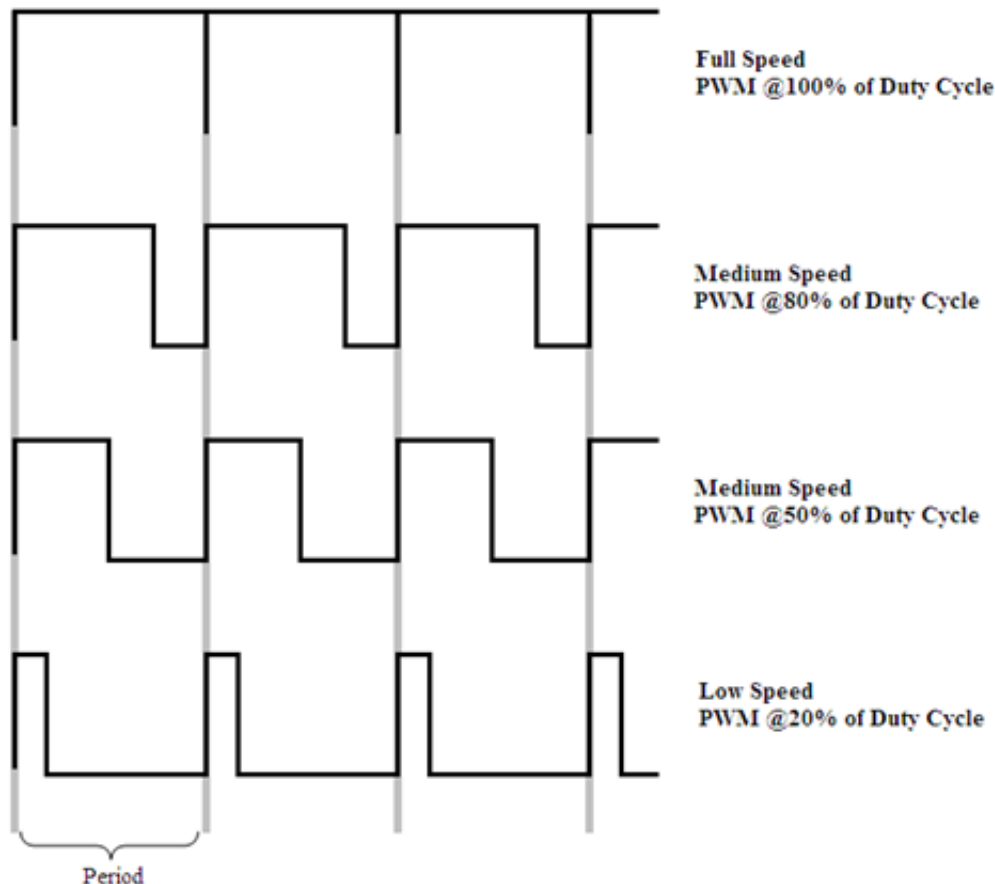 Full Speed
PWM @100% of Duty Cycle
Medium Speed
PWM @80% of Duty Cycle
Medium Speed
PWM @50% of Duty Cycle
Low Speed
PWM @20% of Duty Cycle
Period